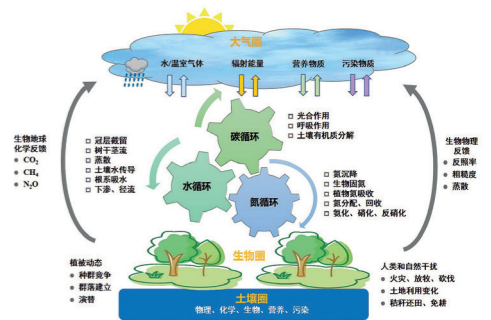 大气圈
水/温室气体
辐射能量
营养物质
污染物质
生物地球
化学反馈
• CO₂
• CH₄
• N₂O
冠层截留
树干茎流
蒸散
土壤水传导
根系吸水
下渗、径流
碳循环
水循环
氮循环
光合作用
呼吸作用
土壤有机质分解
氮沉降
生物固氮
植物氮吸收
氮分配、回收
氨化、硝化、反硝化
生物物理
反馈
• 反照率
• 粗糙度
• 蒸散
植被动态
• 种群竞争
• 群落建立
• 演替
生物圈
土壤圈
物理、化学、生物、营养、污染
人类和自然干扰
• 火灾、放牧、砍伐
• 土地利用变化
• 秸秆还田、免耕